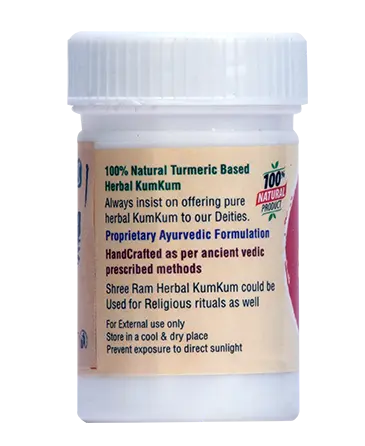 100% Natural Turmeric Based
Herbal KumKum
Always insist on offering pure
herbal KumKum to our Deities.
Proprietary Ayurvedic Formulation
HandCrafted as per ancient vedic
prescribed methods
Shree Ram Herbal KumKum could be
Used for Religious rituals as well
For External use only
Store in a cool & dry place
Prevent exposure to direct sunlight
100%
NATURAL
PRODUCT